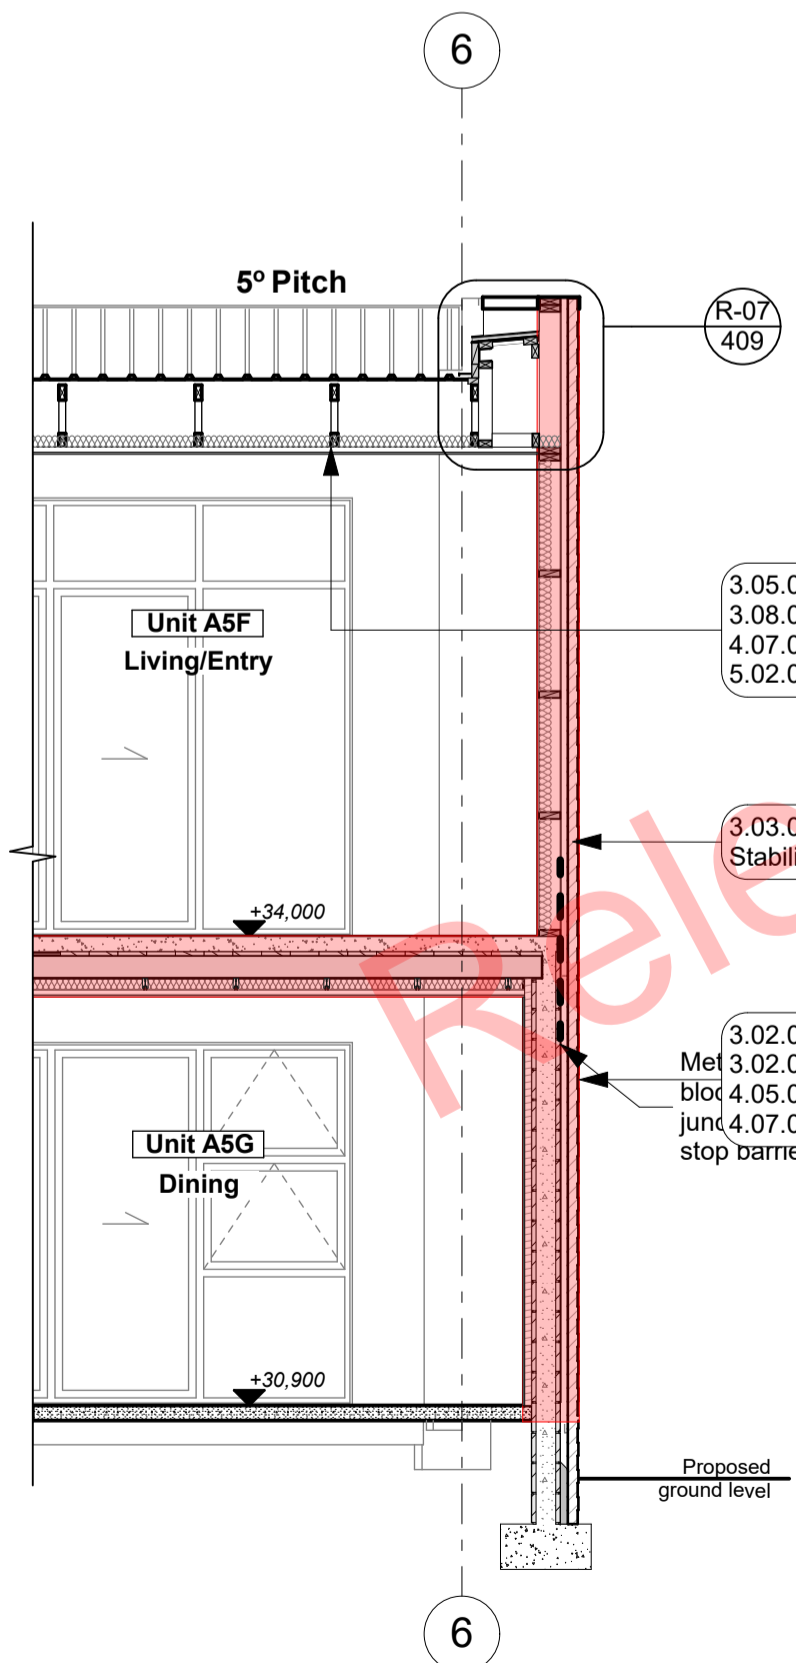 6
5º Pitch
R-07
409
3.05.0
3.08.0
4.07.0
5.02.0
Unit A5F
Living/Entry
3.03.0
Stabili
+34,000
Rele
3.02.0
3.02.0
4.05.0
4.07.0
Met
bloc
junc
stop barrie
Unit A5G
Dining
+30,900
Proposed
ground level
6